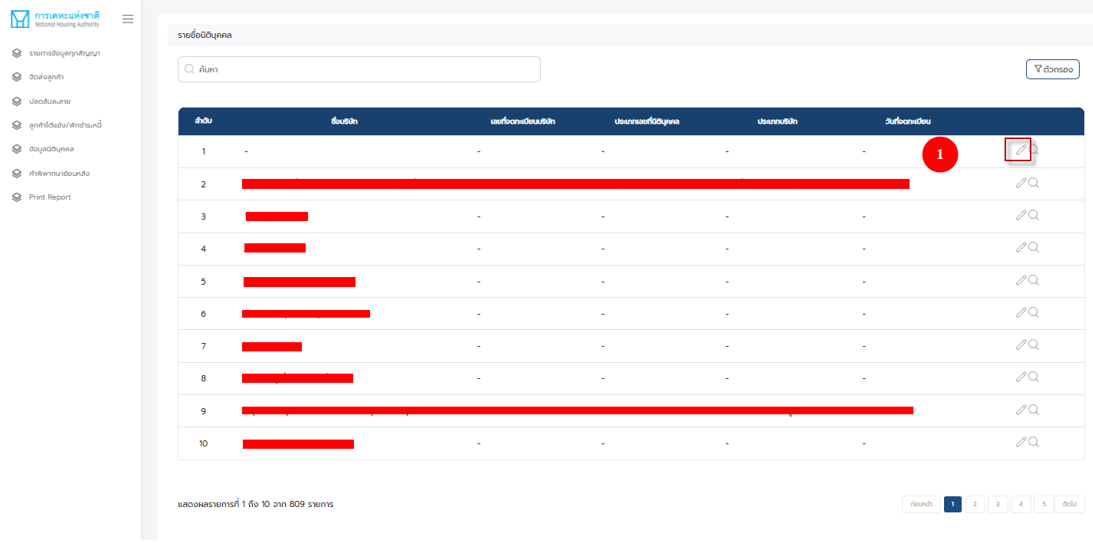 การเคหะแห่งชาติ
National Housing Authority
รายการข้อมูลทุกสัญญา
จัดส่งลูกค้า
ปลดสินละลาย
ลูกค้าโต้แย้ง/พักชำระหนี้
ข้อมูลนิติบุคคล
คำพิพากษาย้อนหลัง
Print Report
รายชื่อนิติบุคคล
ค้นหา
ตัวกรอง
ลำดับ ชื่อบริษัท เลขที่จดทะเบียนบริษัท ประเภทเลขที่นิติบุคคล ประเภทบริษัท วันที่จดทะเบียน
1 - - - - - 1
2
3 - - - -
4 - - - -
5 - - - -
6 - - - -
7 - - - -
8 - - - -
9
10 - - - -
แสดงผลรายการที่ 1 ถึง 10 จาก 809 รายการ
ก่อนหน้า 1 2 3 4 5 ถัดไป